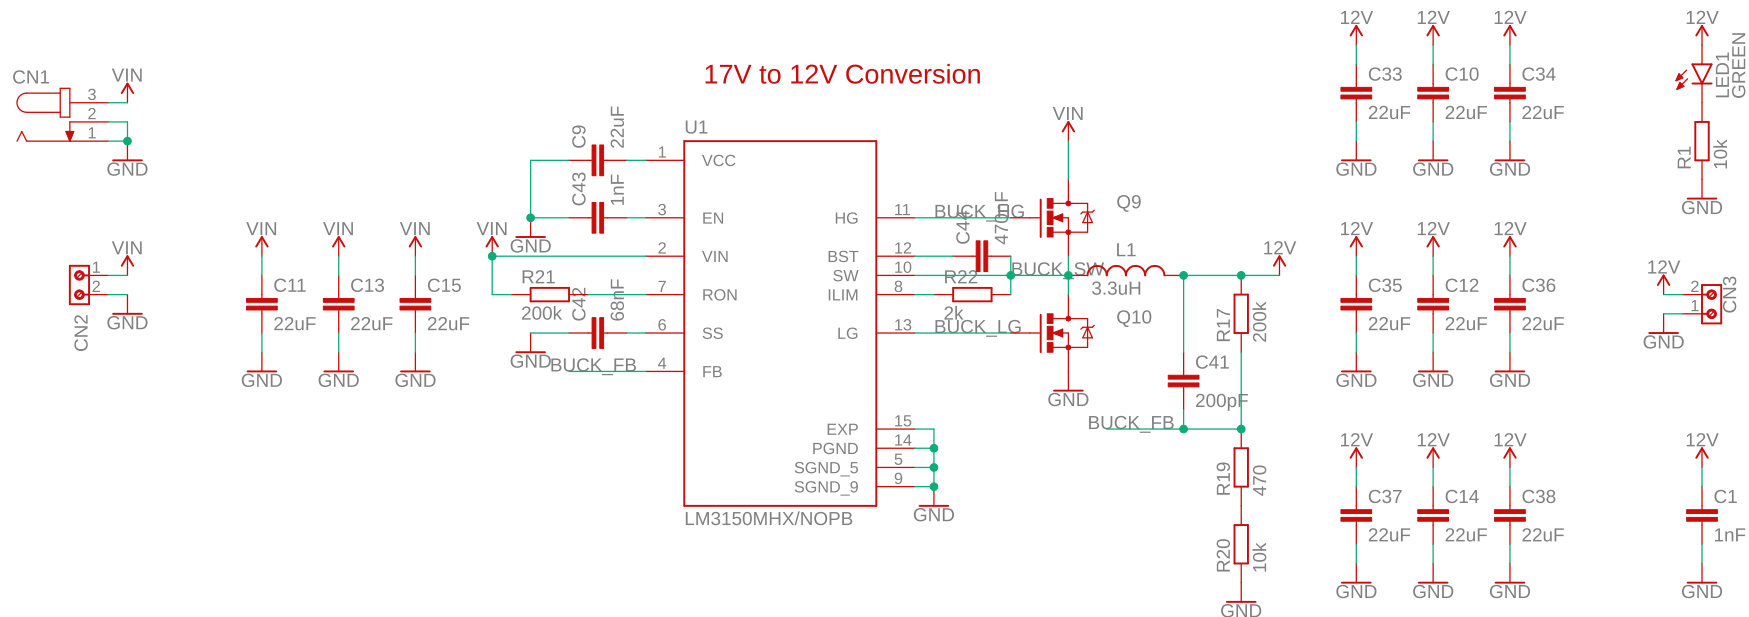 17V to 12V Conversion
CN1
VIN
3
2
1
GND
VIN
1
2
GND
CN2
VIN
C11
22uF
GND
VIN
C13
22uF
GND
VIN
C15
22uF
GND
VIN
C9
22uF
C43
1nF
GND
R21
200k
C42
68nF
GND
BUCK_FB
U1
1
VCC
3
EN
2
VIN
7
RON
6
SS
4
FB
11
HG
12
BST
10
SW
8
ILIM
13
LG
15
EXP
14
PGND
5
SGND_5
9
SGND_9
LM3150MHX/NOPB
GND
BUCK_HG
C44
470nF
BUCK_SW
R22
2k
BUCK_LG
VIN
Q9
Q10
GND
L1
3.3uH
12V
R17
200k
C41
200pF
BUCK_FB
R19
470
R20
10k
GND
12V
C33
22uF
GND
12V
C10
22uF
GND
12V
C34
22uF
GND
12V
C35
22uF
GND
12V
C12
22uF
GND
12V
C36
22uF
GND
12V
C37
22uF
GND
12V
C14
22uF
GND
12V
C38
22uF
GND
12V
LED1
GREEN
R1
10k
GND
12V
2
1
CN3
GND
12V
C1
1nF
GND